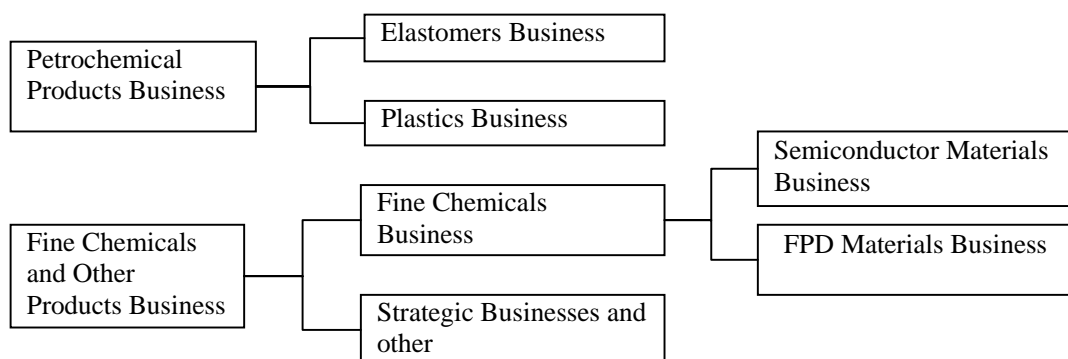 Petrochemical
Products Business
Elastomers Business
Plastics Business
Fine Chemicals
and Other
Products Business
Fine Chemicals
Business
Strategic Businesses and
other
Semiconductor Materials
Business
FPD Materials Business